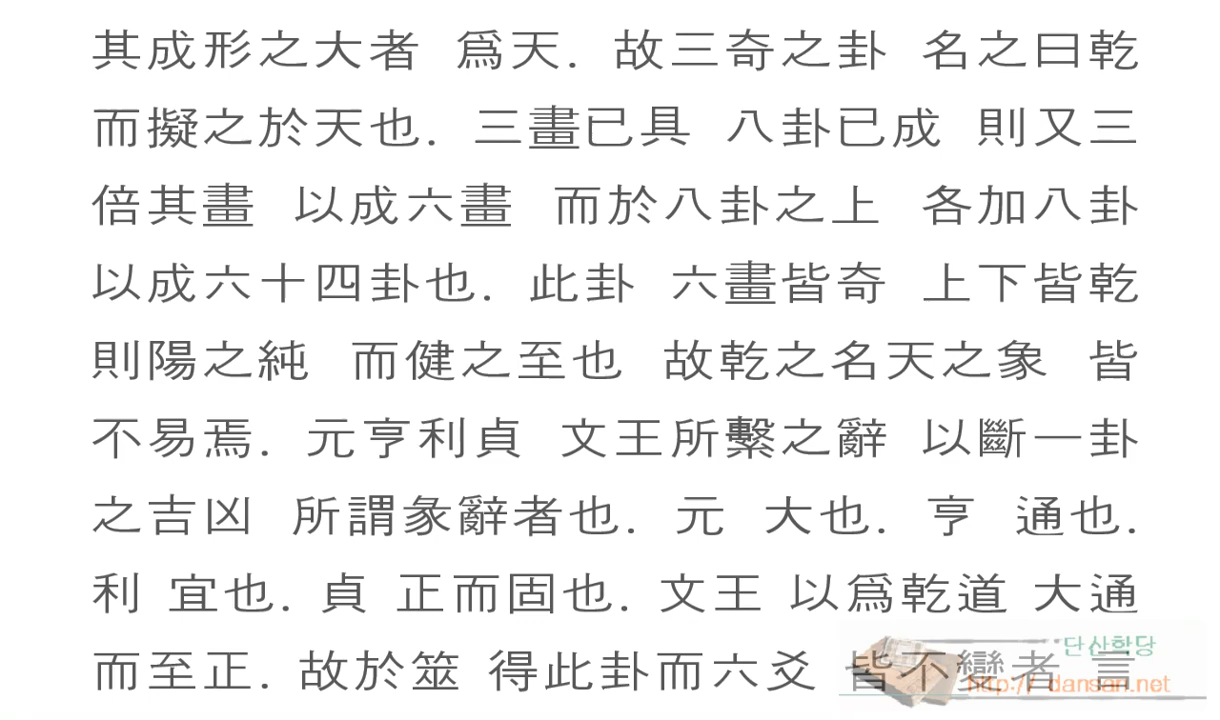 其成形之大者 爲天. 故三奇之卦 名之曰乾
而擬之於天也. 三畫已具 八卦已成 則又三
倍其畫 以成六畫 而於八卦之上 各加八卦
以成六十四卦也. 此卦 六畫皆奇 上下皆乾
則陽之純 而健之至也 故乾之名天之象 皆
不易焉. 元亨利貞 文王所繫之辭 以斷一卦
之吉凶 所謂彖辭者也. 元 大也. 亨 通也.
利 宜也. 貞 正而固也. 文王 以爲乾道 大通
而至正. 故於筮 得此卦而六爻 皆不變者 言
단산학당
http://dansan.net